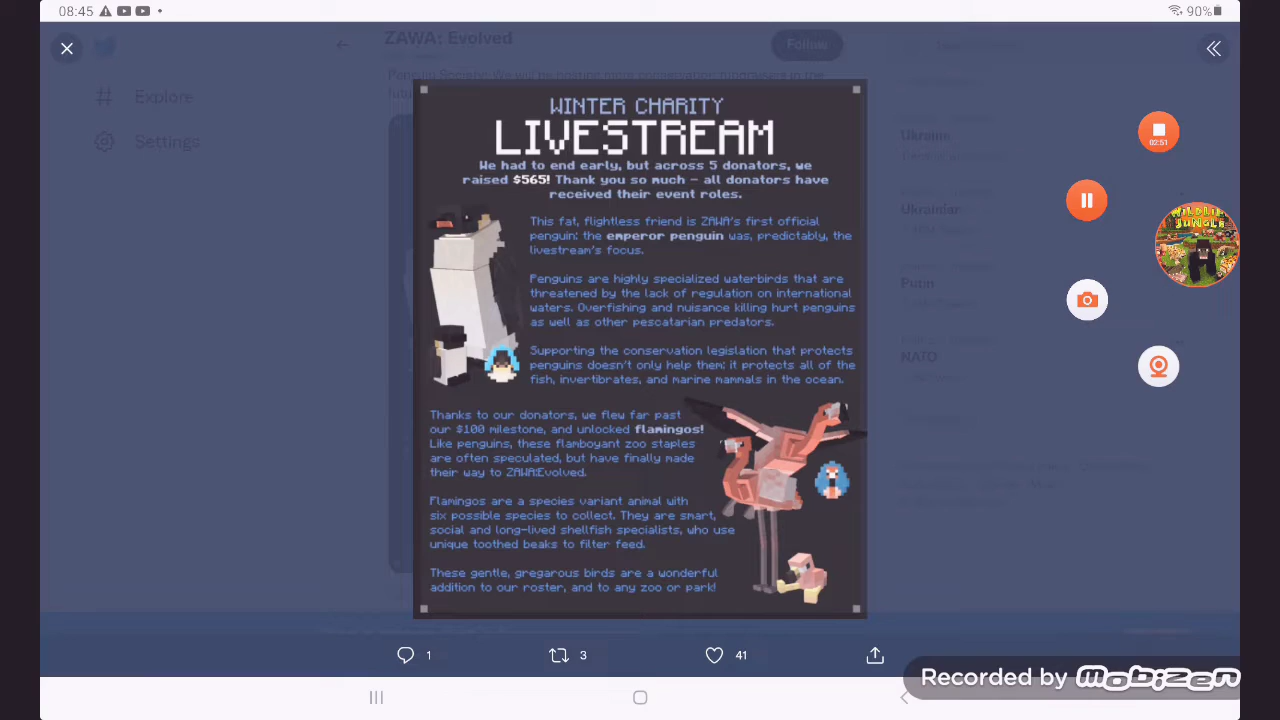 08:45
90%
ZAWA: Evolved
Follow
Explore
Settings
WINTER CHARITY
LIVESTREAM
We had to end early, but across 5 donators, we
raised $565! Thank you so much - all donators have
received their event roles.
This fat, flightless friend is ZAWA's first official
penguin: the emperor penguin was, predictably, the
livestream's focus.
Penguins are highly specialized waterbirds that are
threatened by the lack of regulation on international
waters. Overfishing and nuisance killing hurt penguins
as well as other pescatarian predators.
Supporting the conservation legislation that protects
penguins doesn't only help them: it protects all of the
fish, invertibrates, and marine mammals in the ocean.
Thanks to our donators, we flew far past
our $100 milestone, and unlocked flamingos!
Like penguins, these flamboyant zoo staples
are often speculated, but have finally made
their way to ZAWA:Evolved.
Flamingos are a species variant animal with
six possible species to collect. They are smart,
social and long-lived shellfish specialists, who use
unique toothed beaks to filter feed.
These gentle, gregarous birds are a wonderful
addition to our roster, and to any zoo or park!
Ukraine
Ukrainian
Putin
NATO
02:51
WILDLIFE
JUNGLE
1
3
41
Recorded by mobizen